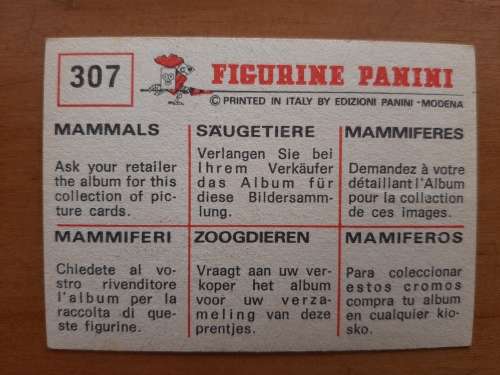 307
FIGURINE PANINI
© PRINTED IN ITALY BY EDIZIONI PANINI - MODENA
MAMMALS
Ask your retailer
the album for this
collection of pic-
ture cards.
SÄUGETIERE
Verlangen Sie bei
Ihrem Verkäufer
das Album für
diese Bildersamm-
lung.
MAMMIFERES
Demandez à votre
détaillant l'Album
pour la collection
de ces images.
MAMMIFERI
Chiedete al vo-
stro rivenditore
l'album per la
raccolta di que-
ste figurine.
ZOOGDIEREN
Vraagt aan uw ver-
koper het album
voor uw verza-
meling van deze
prentjes.
MAMIFEROS
Para coleccionar
estos cromos
compra tu album
en cualquier kio-
sko.